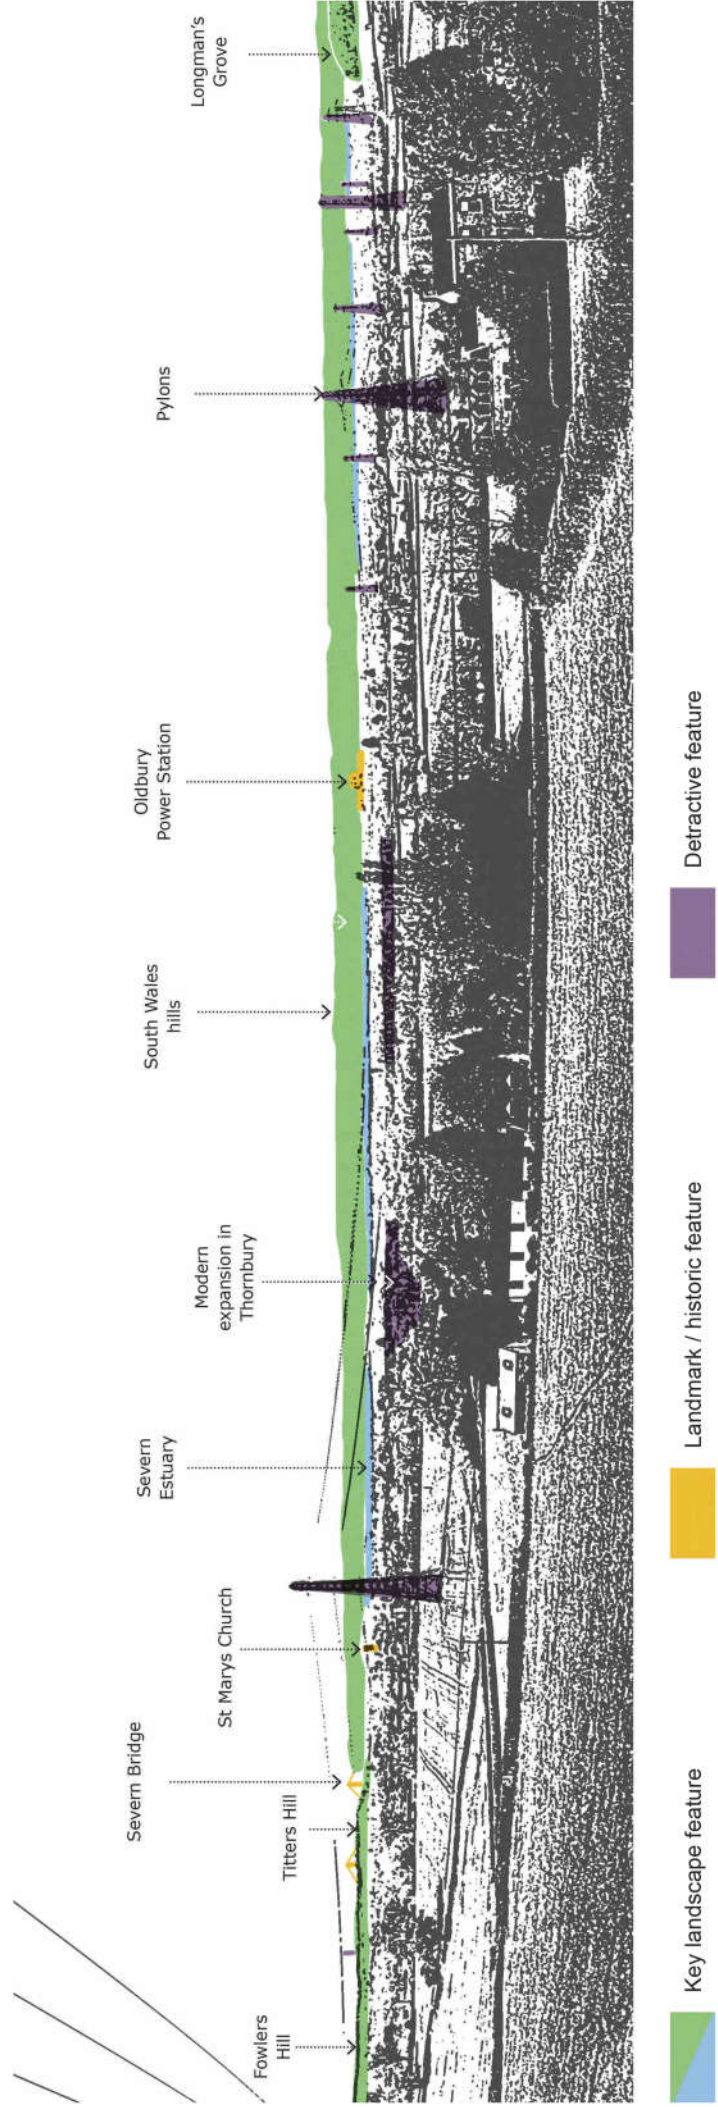 Fowlers
Hill
Titters Hill
Severn Bridge
St Marys Church
Severn
Estuary
Modern
expansion in
Thornbury
South Wales
hills
Oldbury
Power Station
Pylons
Longman's
Grove
Key landscape feature
Landmark / historic feature
Detractive feature